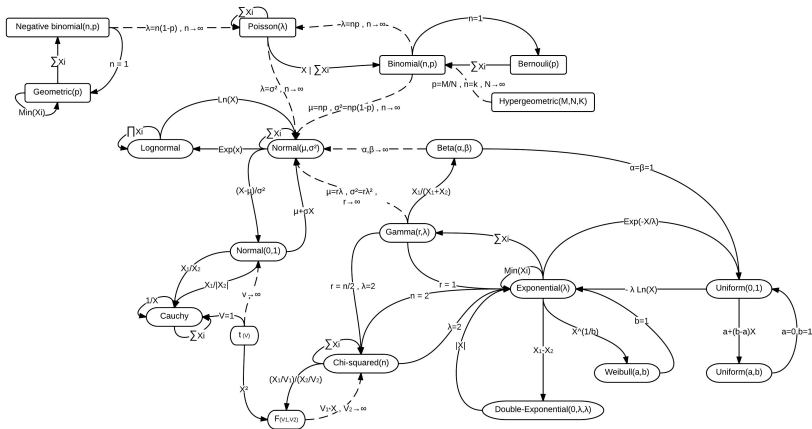 Negative binomial(n,p)
λ=n(1-p) , n→∞
∑Xi
Poisson(λ)
λ=np , n→∞
n=1
∑Xi
n = 1
X | ∑Xi
Binomial(n,p)
∑Xi
Bernouli(p)
Geometric(p)
Min(Xi)
λ=σ² , n→∞
p=M/N , n=k , N→∞
Hypergeometric(M,N,K)
μ=np , σ²=np(1-p) , n→∞
Ln(X)
∏Xi
∑Xi
Lognormal
Exp(x)
Normal(μ,σ²)
α,β→∞
Beta(α,β)
α=β=1
(X-μ)/σ²
μ=rλ , σ²=rλ² ,
r→∞
X₁/(X₁+X₂)
μ+σX
Exp(-X/λ)
Gamma(r,λ)
∑Xi
Normal(0,1)
X₁/X₂
X₁/|X₂|
Min(Xi)
r = n/2 , λ=2
r = 1
1/X
n = 2
Exponential(λ)
- λ Ln(X)
Uniform(0,1)
Cauchy
V=1
∑Xi
t (V)
λ=2
|X|
X^(1/b)
b=1
a+(b-a)X
a=0,b=1
∑Xi
X₁-X₂
Chi-squared(n)
Weibull(a,b)
Uniform(a,b)
(X₁/V₁)/(X₂/V₂)
X²
F(V1,V2)
V₂→∞
Double-Exponential(0,λ,λ)